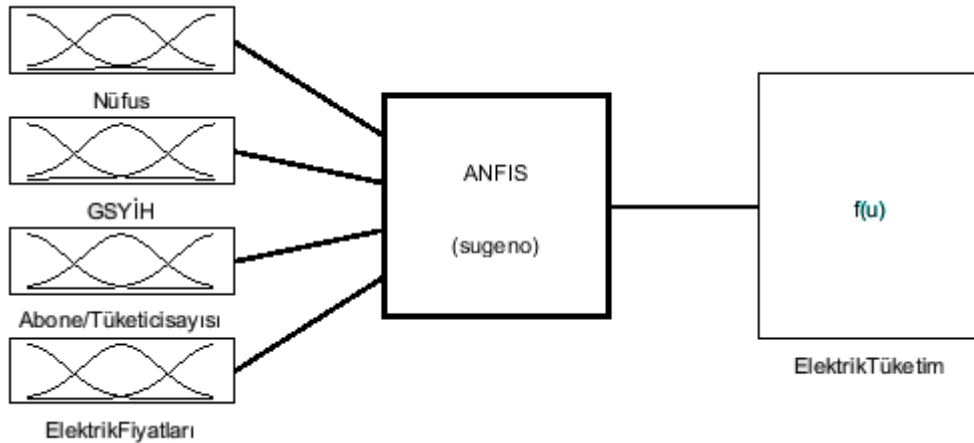 Nüfus
GSYİH
Abone/Tüketicisayısı
ElektrikFiyatları
ANFIS
(sugeno)
f(u)
ElektrikTüketim